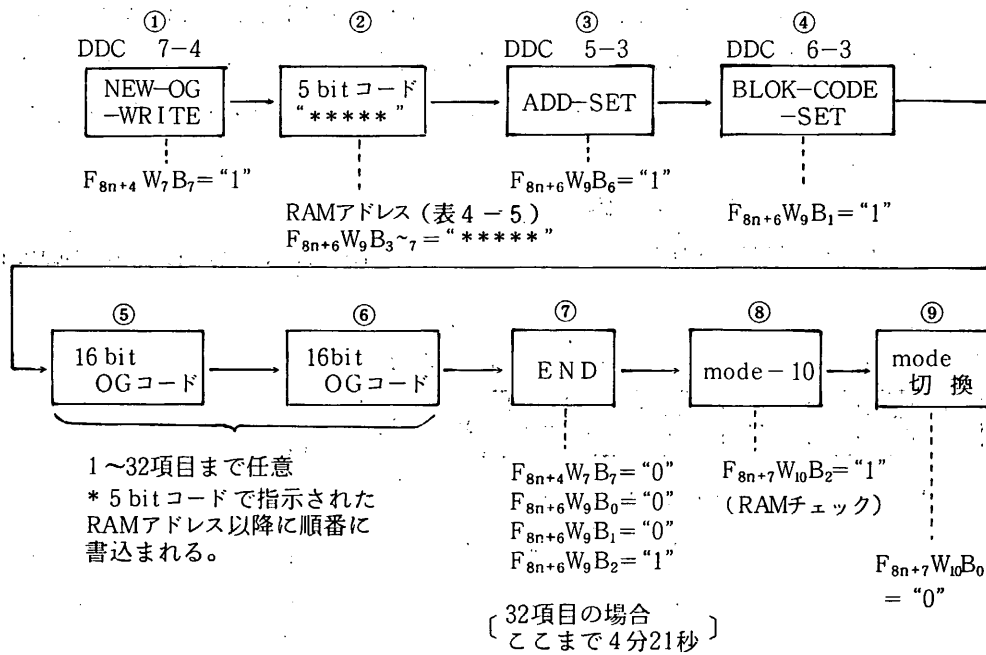 ① ② ③ ④
DDC 7-4
DDC 5-3
DDC 6-3
NEW-OG
-WRITE
5 bit コード
“*****”
ADD-SET
BLOK-CODE
-SET
F8n+4 W7B7=“1”
RAMアドレス(表4-5.)
F8n+6W9B3~7=“*****”
F8n+6W9B6=“1”
F8n+6W9B1=“1”
⑤ ⑥ ⑦ ⑧ ⑨
16 bit
OGコード
16bit
OGコード
END
mode-10
mode
切 換
1~32項目まで任意
* 5 bit コードで指示された
RAMアドレス以降に順番に
書込まれる。
F8n+4W7B7=“0”
F8n+6W9B0=“0”
F8n+6W9B1=“0”
F8n+6W9B2=“1”
32項目の場合
ここまで4分21秒
F8n+7W10B2=“1”
(RAMチェック)
F8n+7W10B0
=“0”